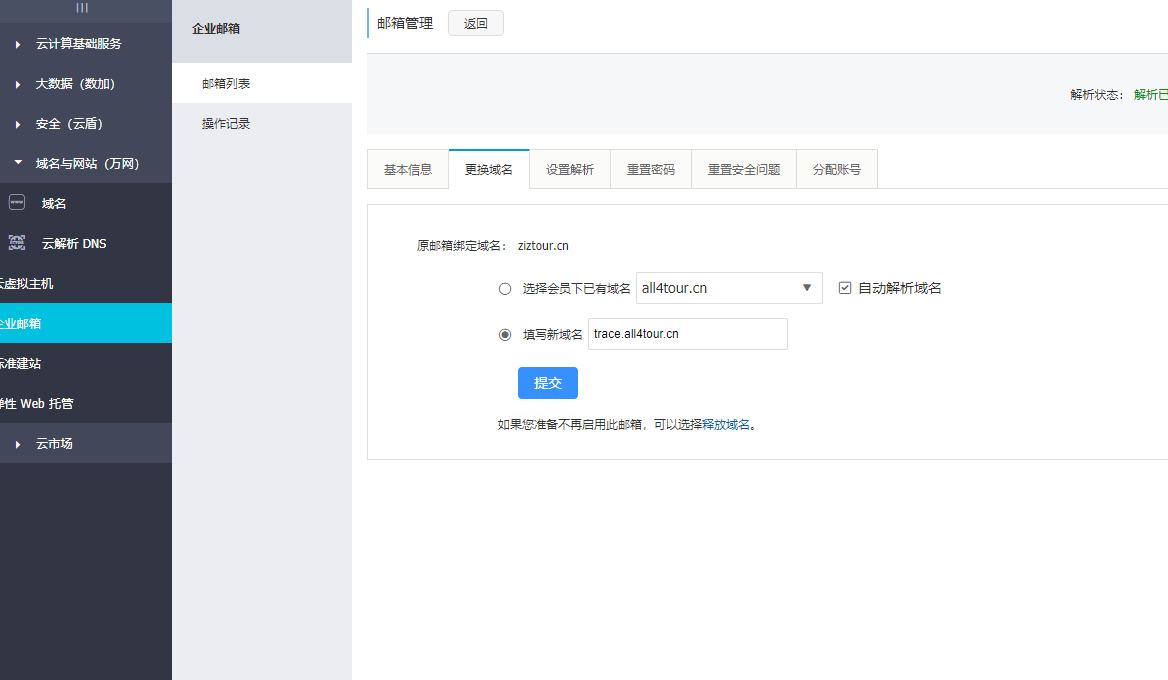 云计算基础服务
大数据（数加）
安全（云盾）
域名与网站（万网）
域名
云解析 DNS
云虚拟主机
企业邮箱
标准建站
弹性 Web 托管
云市场
企业邮箱
邮箱列表
操作记录
邮箱管理 返回
解析状态： 解析已
基本信息 更换域名 设置解析 重置密码 重置安全问题 分配账号
原邮箱绑定域名： ziztour.cn
选择会员下已有域名 all4tour.cn 自动解析域名
填写新域名 trace.all4tour.cn
提交
如果您准备不再启用此邮箱，可以选择释放域名。